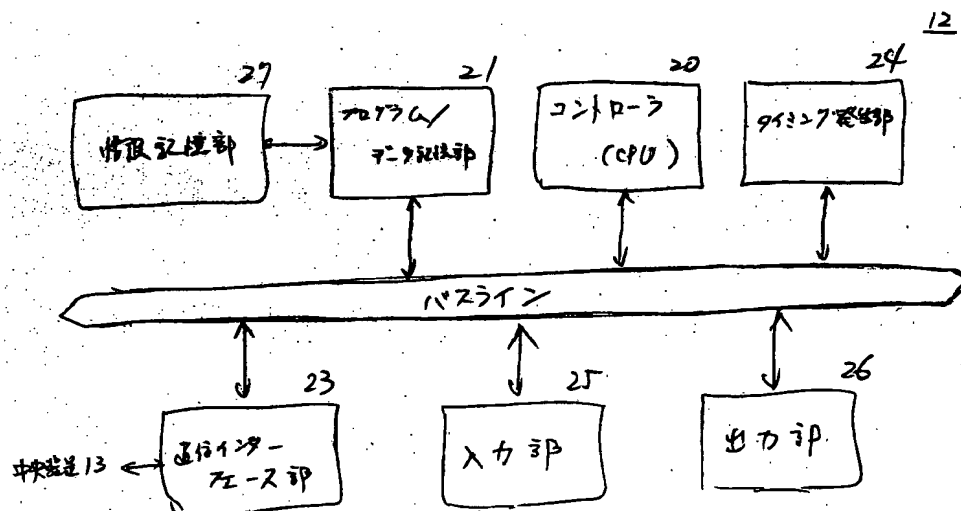 12
27
21
20
24
情報記憶部
プログラム/
データ記憶部
コントローラ
(CPU)
タイミング発生部
バスライン
23
25
26
中央装置13
通信インター
フェース部
入力部
出力部